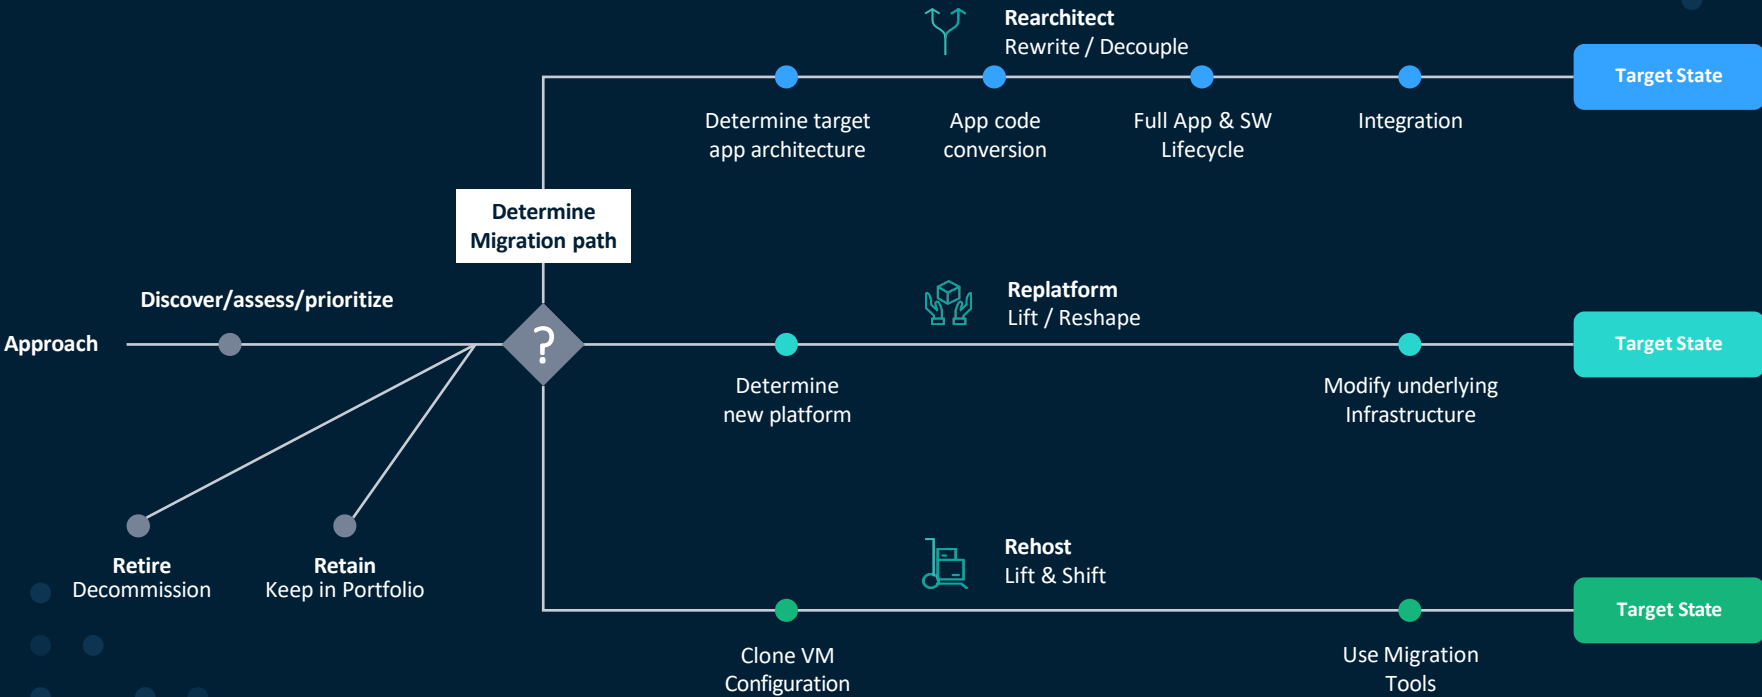 Rearchitect
Rewrite / Decouple
Target State
Determine target
app architecture
App code
conversion
Full App & SW
Lifecycle
Integration
Determine
Migration path
Discover/assess/prioritize
Approach
?
Replatform
Lift / Reshape
Target State
Determine
new platform
Modify underlying
Infrastructure
Retire
Decommission
Retain
Keep in Portfolio
Rehost
Lift & Shift
Target State
Clone VM
Configuration
Use Migration
Tools